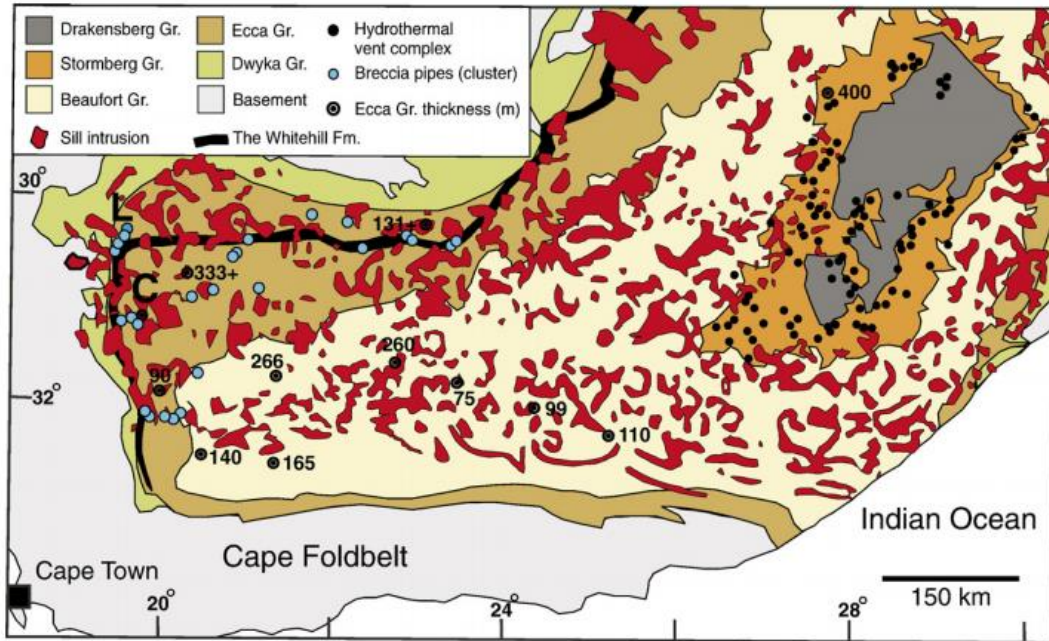 Drakensberg Gr.
Stormberg Gr.
Beaufort Gr.
Sill intrusion
Ecca Gr.
Dwyka Gr.
Basement
The Whitehill Fm.
Hydrothermal
vent complex
Breccia pipes (cluster)
Ecca Gr. thickness (m)
400
30°
L
131+
333+
C
260
266
90
75
32°
99
110
140
165
Indian Ocean
Cape Foldbelt
Cape Town
20°
24°
28°
150 km